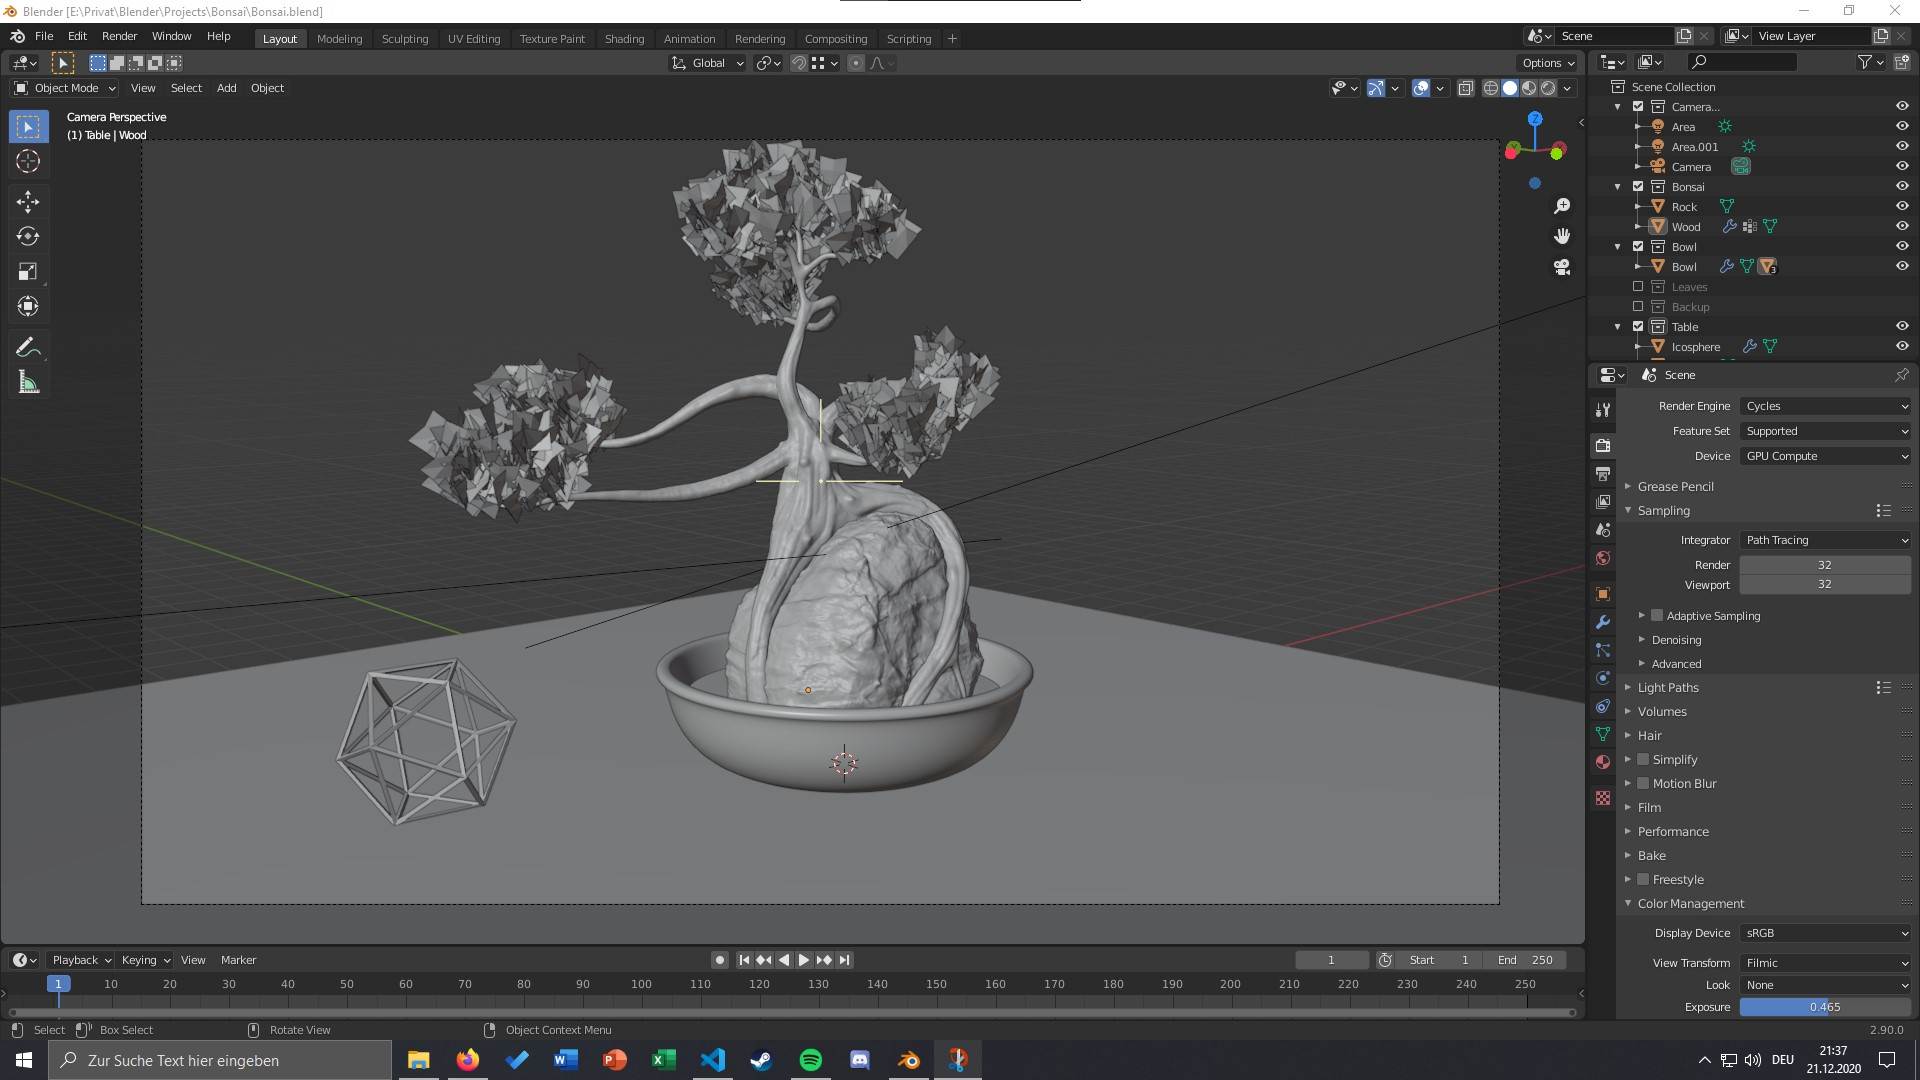 Blender [E:\Privat\Blender\Projects\Bonsai\Bonsai.blend]
File Edit Render Window Help Layout Modeling Sculpting UV Editing Texture Paint Shading Animation Rendering Compositing Scripting + Scene View Layer
Global Options
Object Mode View Select Add Object
Camera Perspective
(1) Table | Wood
Z
Y
Scene Collection
Camera...
Area
Area.001
Camera
Bonsai
Rock
Wood
Bowl
Bowl 3
Leaves
Backup
Table
Icosphere
Scene
Render Engine Cycles
Feature Set Supported
Device GPU Compute
Grease Pencil
Sampling
Integrator Path Tracing
Render 32
Viewport 32
Adaptive Sampling
Denoising
Advanced
Light Paths
Volumes
Hair
Simplify
Motion Blur
Film
Performance
Bake
Freestyle
Color Management
Display Device sRGB
View Transform Filmic
Look None
Exposure 0.465
Playback Keying View Marker 1 Start 1 End 250
1 10 20 30 40 50 60 70 80 90 100 110 120 130 140 150 160 170 180 190 200 210 220 230 240 250
Select Box Select Rotate View Object Context Menu 2.90.0
Zur Suche Text hier eingeben
DEU
21:37
21.12.2020